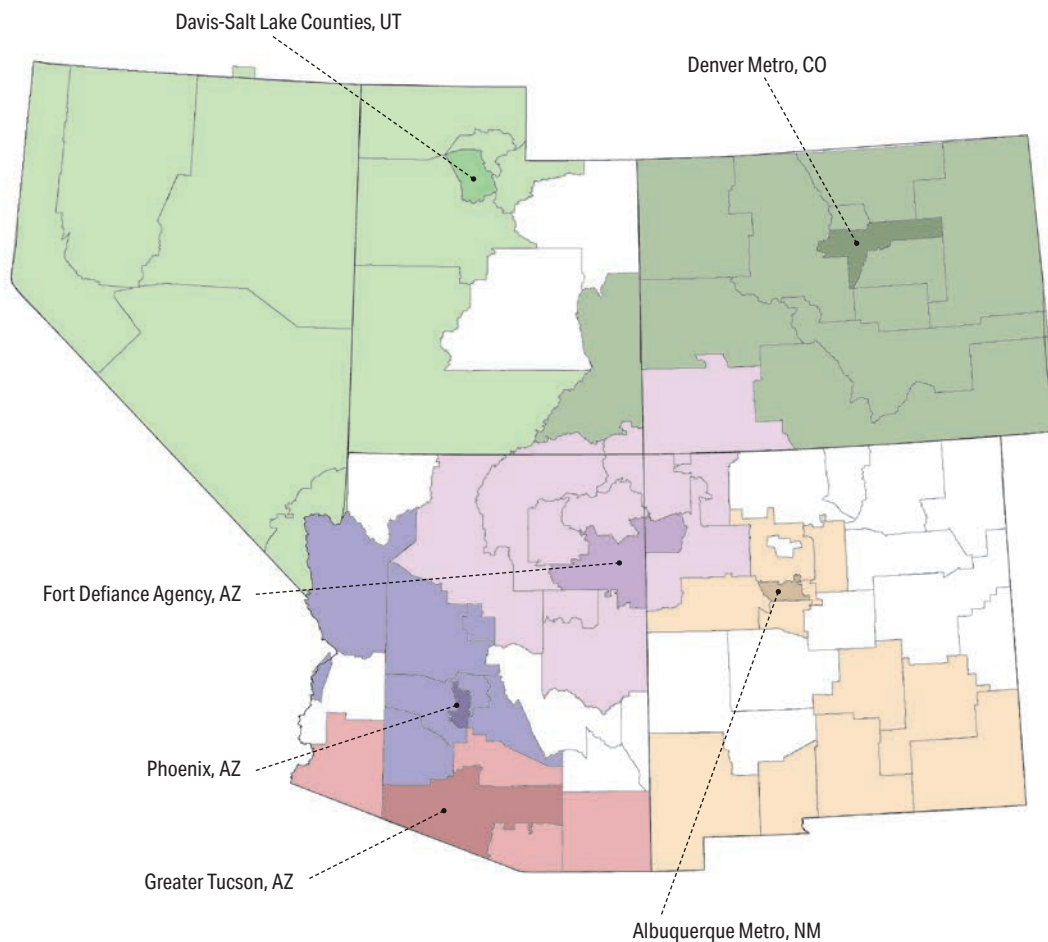 Davis-Salt Lake Counties, UT
Denver Metro, CO
Fort Defiance Agency, AZ
Phoenix, AZ
Greater Tucson, AZ
Albuquerque Metro, NM